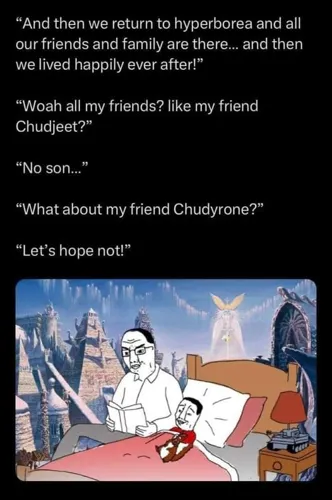 “And then we return to hyperborea and all
our friends and family are there... and then
we lived happily ever after!”
“Woah all my friends? like my friend
Chudjeet?”
“No son...”
“What about my friend Chudyrone?”
“Let’s hope not!”